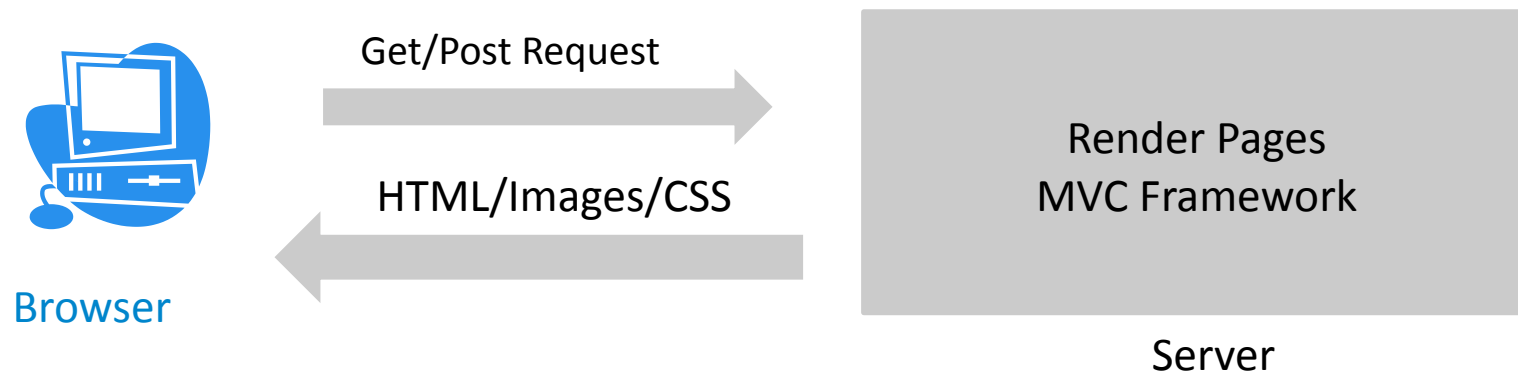 Get/Post Request
HTML/Images/CSS
Browser
Render Pages
MVC Framework
Server